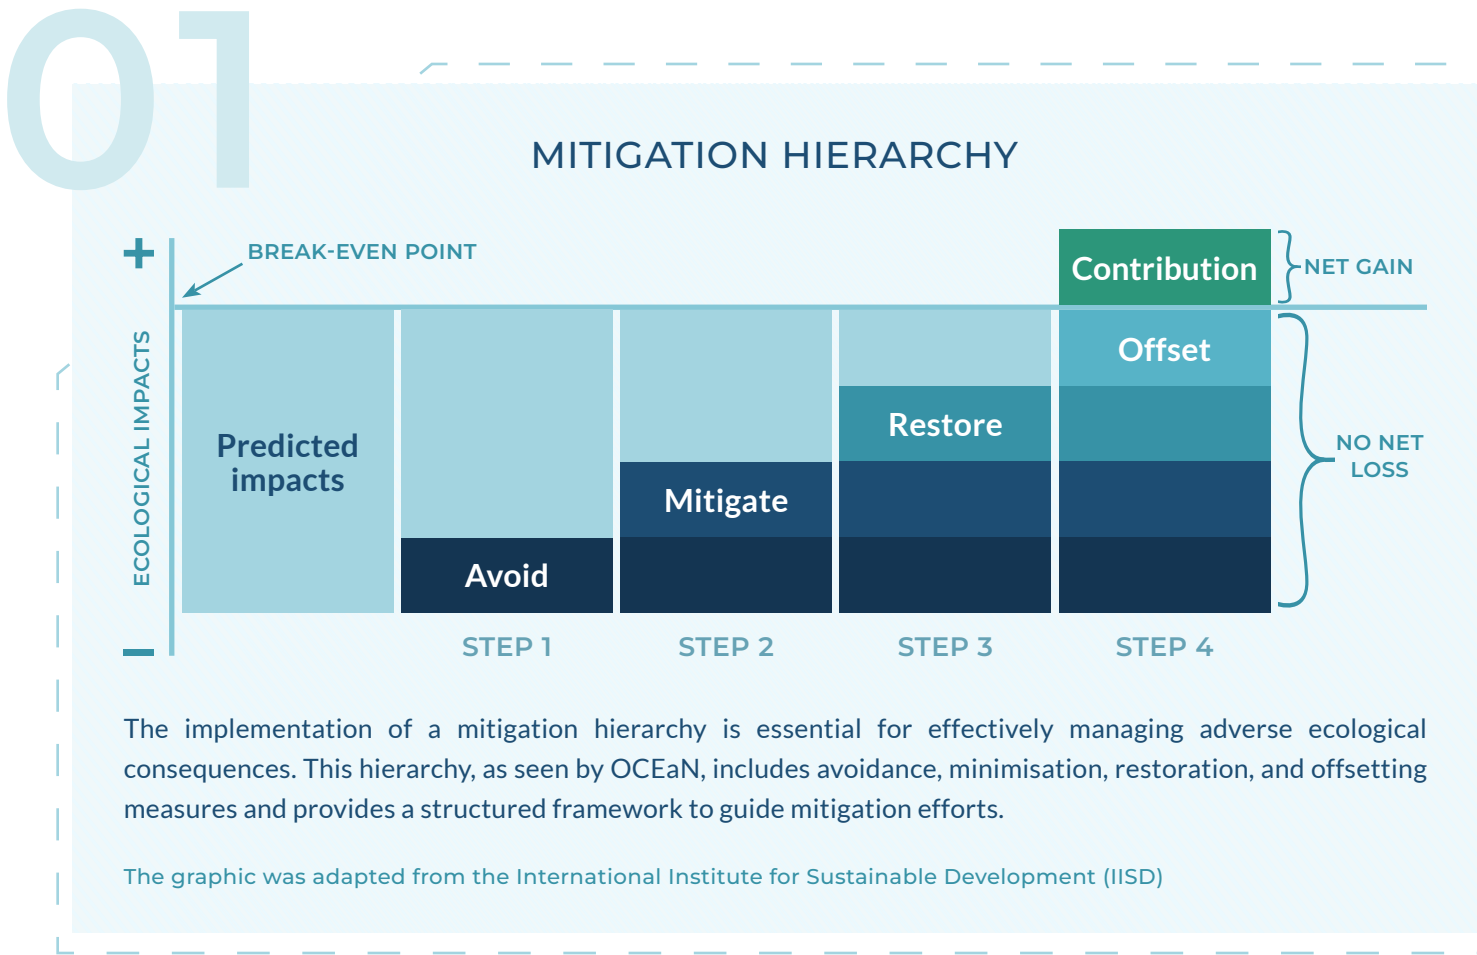 01
MITIGATION HIERARCHY
+
BREAK-EVEN POINT
Contribution
NET GAIN
ECOLOGICAL IMPACTS
Offset
Restore
Predicted
impacts
NO NET
LOSS
Mitigate
Avoid
STEP 1
STEP 2
STEP 3
STEP 4
–
The implementation of a mitigation hierarchy is essential for effectively managing adverse ecological
consequences. This hierarchy, as seen by OCEaN, includes avoidance, minimisation, restoration, and offsetting
measures and provides a structured framework to guide mitigation efforts.
The graphic was adapted from the International Institute for Sustainable Development (IISD)